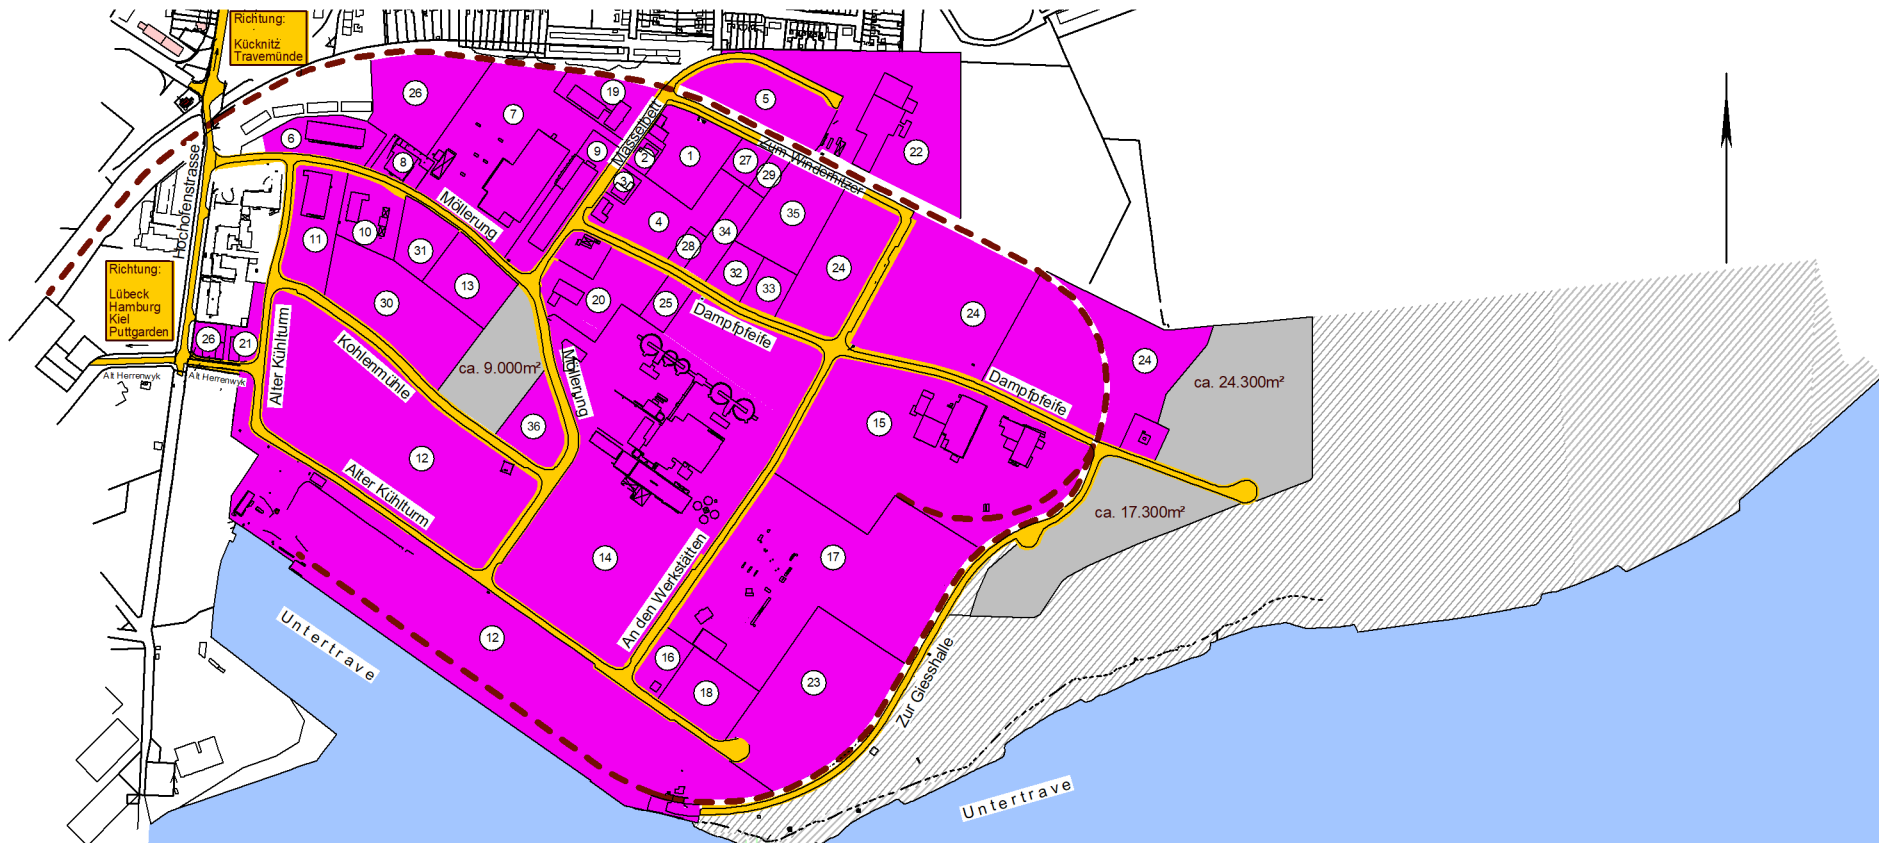 Richtung:
Kücknitz
Travemünde
26
19
7
5
22
6
8
9
Masselbett
2
1
27
29
Zum Windernitzer
3
Hochofenstrasse
Möllerung
4
35
11
10
31
28
34
24
13
32
33
Richtung:
Lübeck
Hamburg
Kiel
Puttgarden
30
20
25
Dampfpfeife
24
26
21
Alter Kühlturm
Kohlenmühle
ca. 9.000m²
Möllerung
24
Alt Herrenwyk
Alt Herrenwyk
Dampfpfeife
ca. 24.300m²
36
15
12
Alter Kühlturm
ca. 17.300m²
14
An den Werkstätten
17
Untertrave
12
16
18
23
Zur Giesshalle
Untertrave